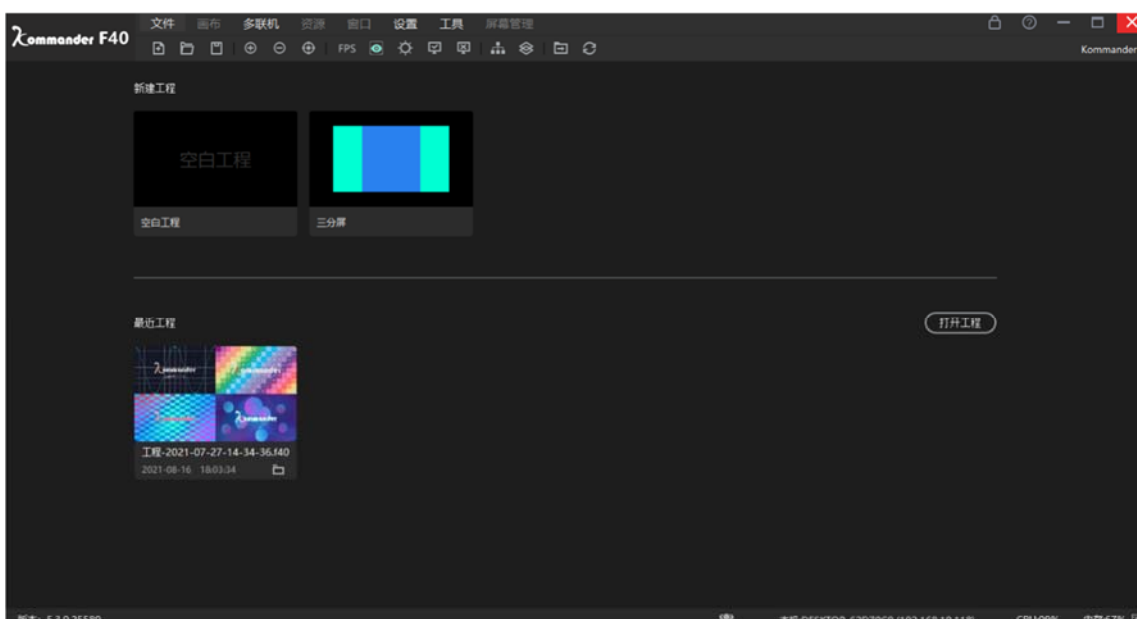 Kommander F40
文件 画布 多联机 资源 窗口 设置 工具 屏幕管理
FPS
Kommander
新建工程
空白工程
空白工程 三分屏
最近工程 打开工程
Kommander
Kommander
工程-2021-07-27-14-34-36.f40
2021-08-16 18:03:34